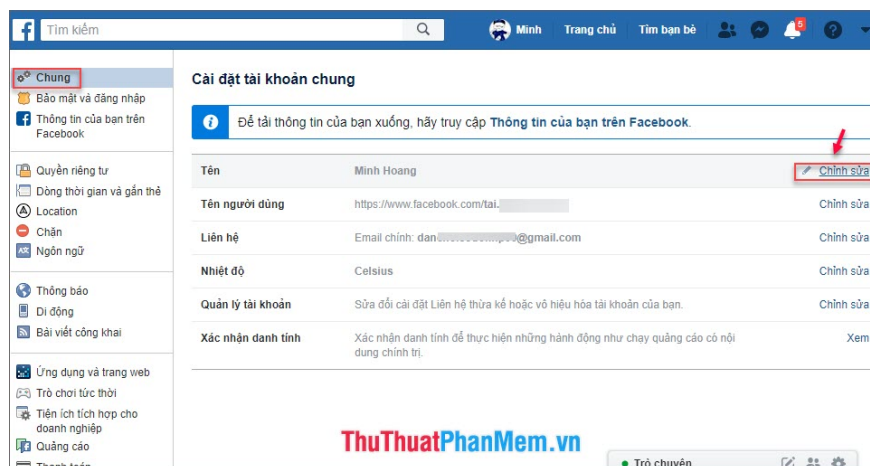 f Tìm kiếm Minh Trang chủ Tìm bạn bè 5 ?
Chung
Bảo mật và đăng nhập
Thông tin của bạn trên
Facebook
Quyền riêng tư
Dòng thời gian và gắn thẻ
Location
Chặn
Ngôn ngữ
Thông báo
Di động
Bài viết công khai
Ứng dụng và trang web
Trò chơi tức thời
Tiện ích tích hợp cho
doanh nghiệp
Quảng cáo
Cài đặt tài khoản chung
Để tải thông tin của bạn xuống, hãy truy cập Thông tin của bạn trên Facebook.
Tên Minh Hoang Chỉnh sửa
Tên người dùng https://www.facebook.com/tai. Chỉnh sửa
Liên hệ Email chính: @gmail.com Chỉnh sửa
Nhiệt độ Celsius Chỉnh sửa
Quản lý tài khoản Sửa đổi cài đặt Liên hệ thừa kế hoặc vô hiệu hóa tài khoản của bạn. Chỉnh sửa
Xác nhận danh tính Xác nhận danh tính để thực hiện những hành động như chạy quảng cáo có nội Xem
dung chính trị.
ThuThuatPhanMem.vn
Trò chuyện